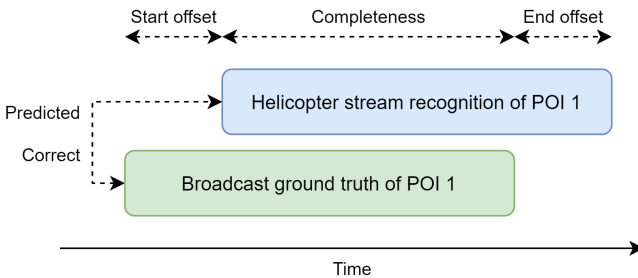 Start offset
Completeness
End offset
Helicopter stream recognition of POI 1
Predicted
Correct
Broadcast ground truth of POI 1
Time